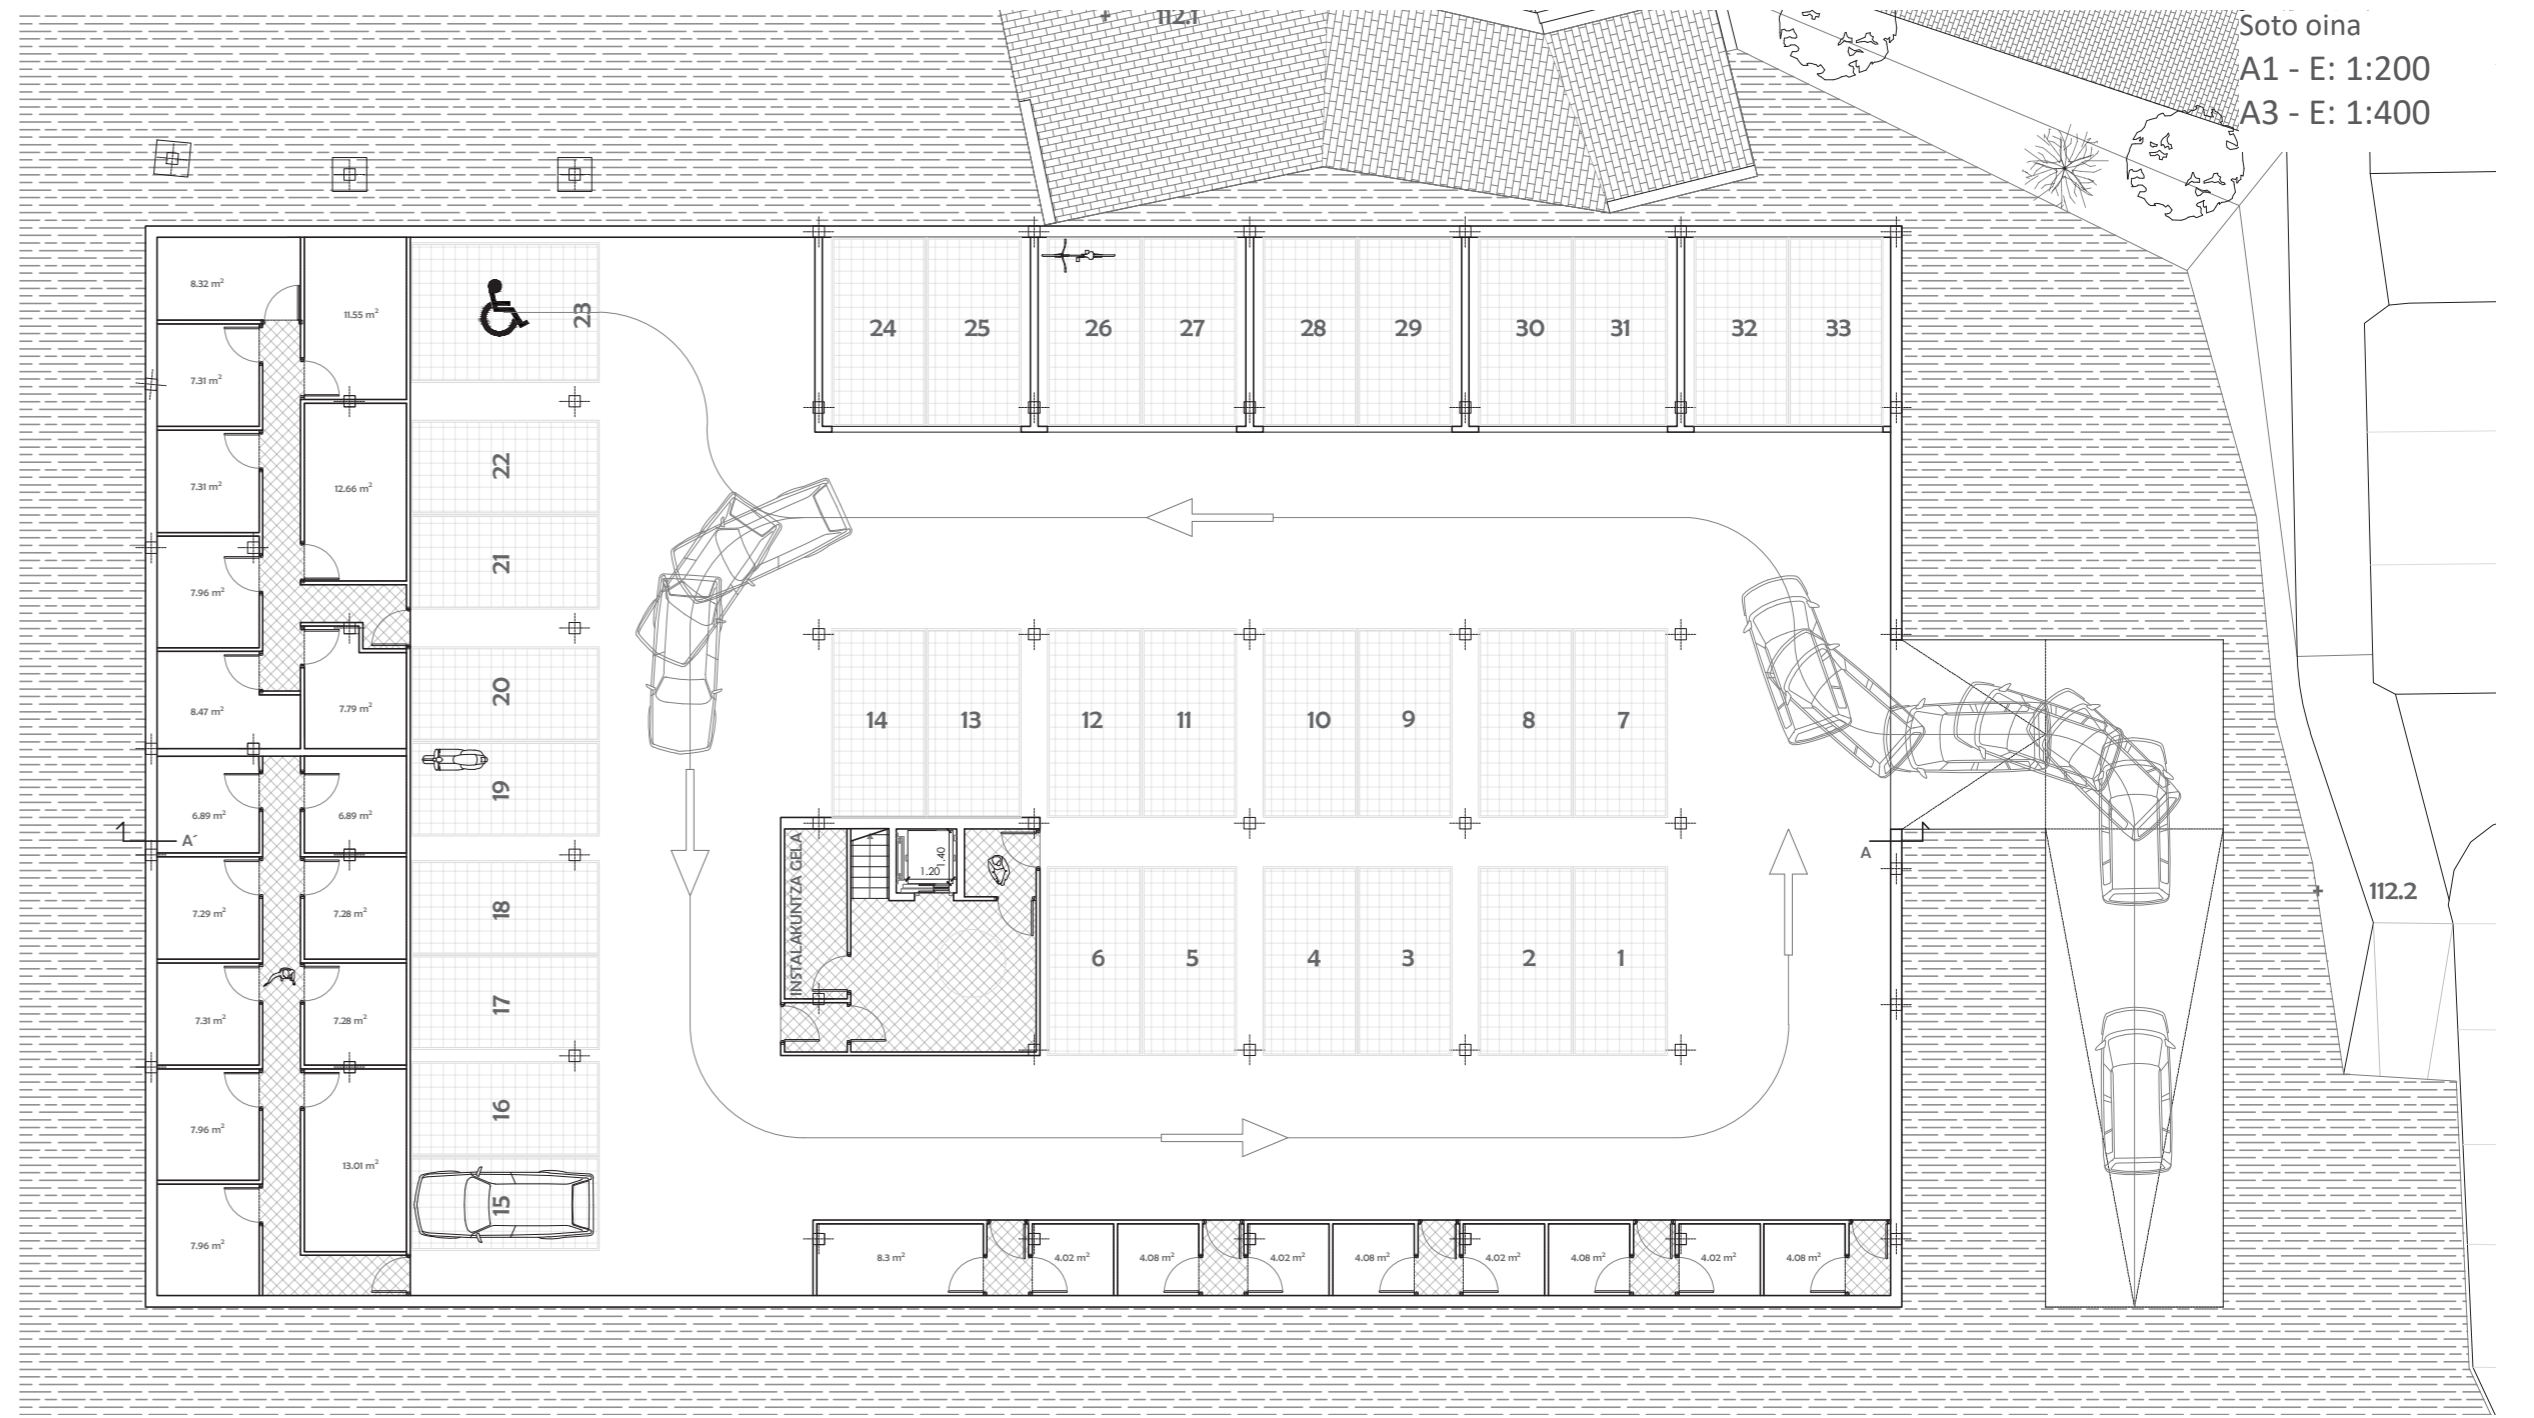 112.1
Soto oina
A1 - E: 1:200
A3 - E: 1:400
8.32 m²
11.55 m²
23
24
25
26
27
28
29
30
31
32
33
7.31 m²
22
7.31 m²
12.66 m²
21
7.96 m²
20
8.47 m²
7.79 m²
14
13
12
11
10
9
8
7
19
6.89 m²
6.89 m²
A´
A
INSTALAKUNTZA GELA
1.20
1.40
112.2
7.29 m²
7.28 m²
18
6
5
4
3
2
1
17
7.31 m²
7.28 m²
16
7.96 m²
13.01 m²
15
7.96 m²
8.3 m²
4.02 m²
4.08 m²
4.02 m²
4.08 m²
4.02 m²
4.08 m²
4.02 m²
4.08 m²